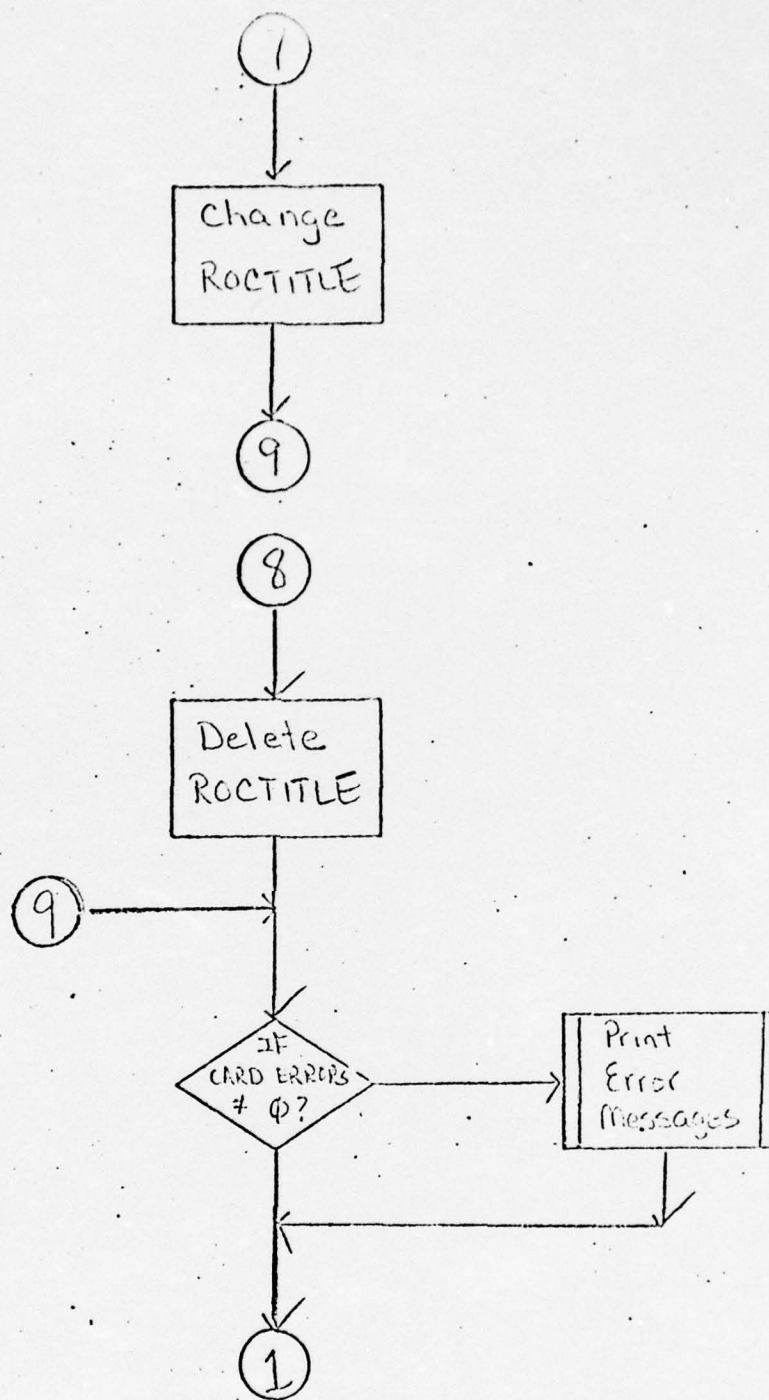 7
Change
ROCTITLE
9
8
Delete
ROCTITLE
9
IF
CARD ERRORS
≠ φ?
Print
Error
Messages
1